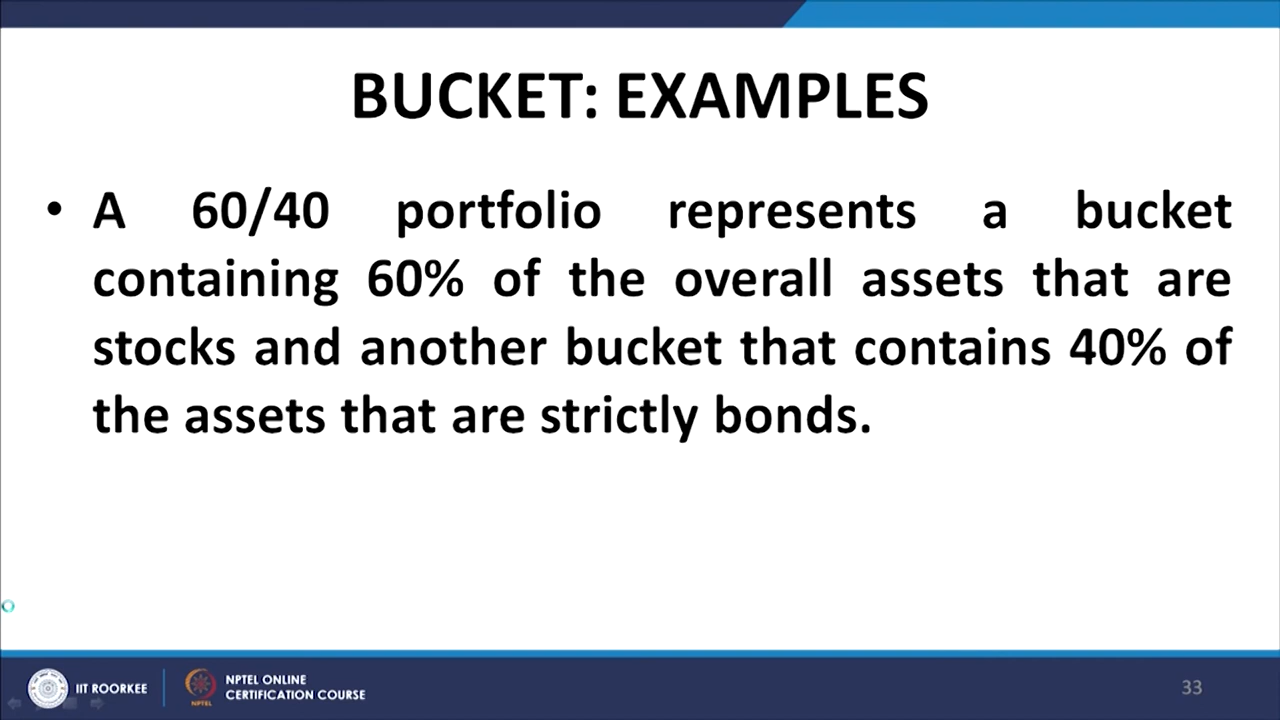 BUCKET: EXAMPLES
• A 60/40 portfolio represents a bucket
containing 60% of the overall assets that are
stocks and another bucket that contains 40% of
the assets that are strictly bonds.
IIT ROORKEE
NPTEL
NPTEL ONLINE
CERTIFICATION COURSE
33